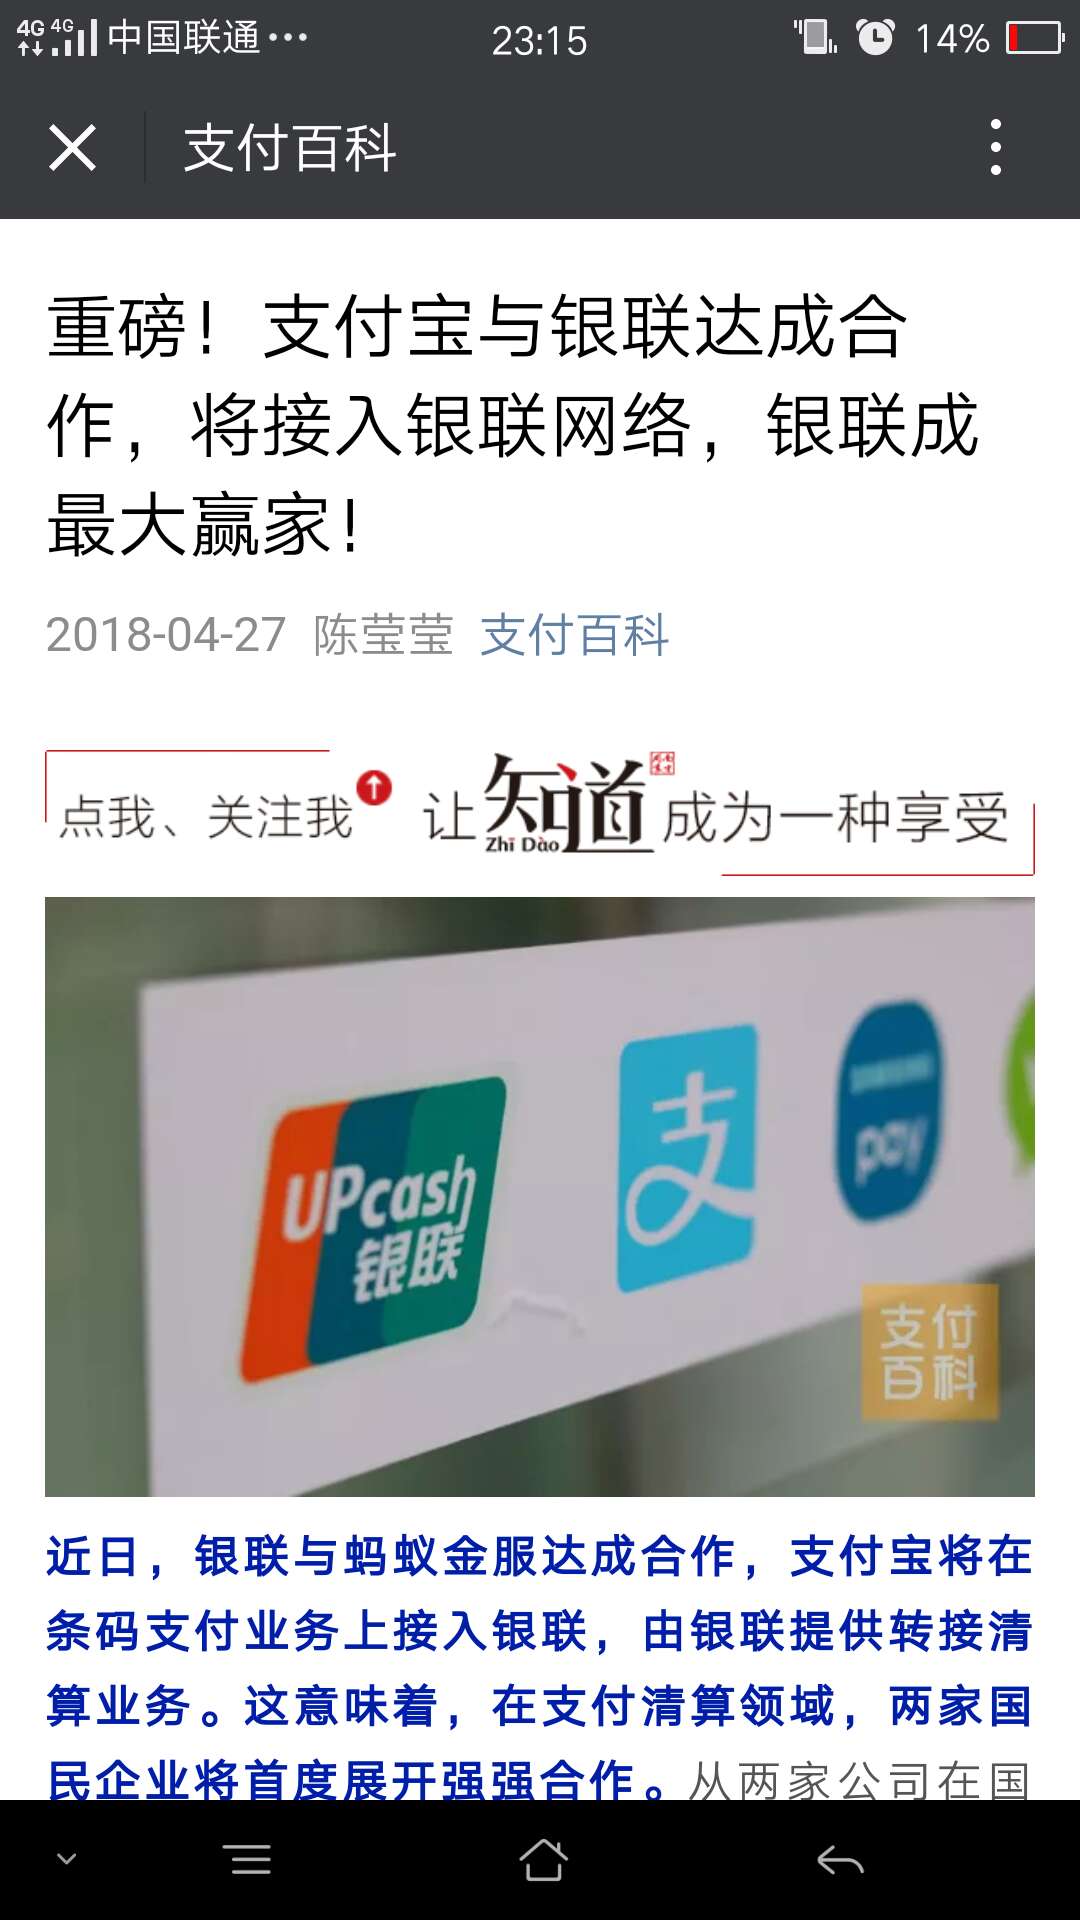 4G 4G 中国联通··· 23:15 14%
支付百科
重磅！支付宝与银联达成合
作，将接入银联网络，银联成
最大赢家！
2018-04-27 陈莹莹 支付百科
点我、关注我 让知道成为一种享受
Zhī Dào
UPcash
银联
支
pay
支付
百科
近日，银联与蚂蚁金服达成合作，支付宝将在
条码支付业务上接入银联，由银联提供转接清
算业务。这意味着，在支付清算领域，两家国
民企业将首度展开强强合作。从两家公司在国